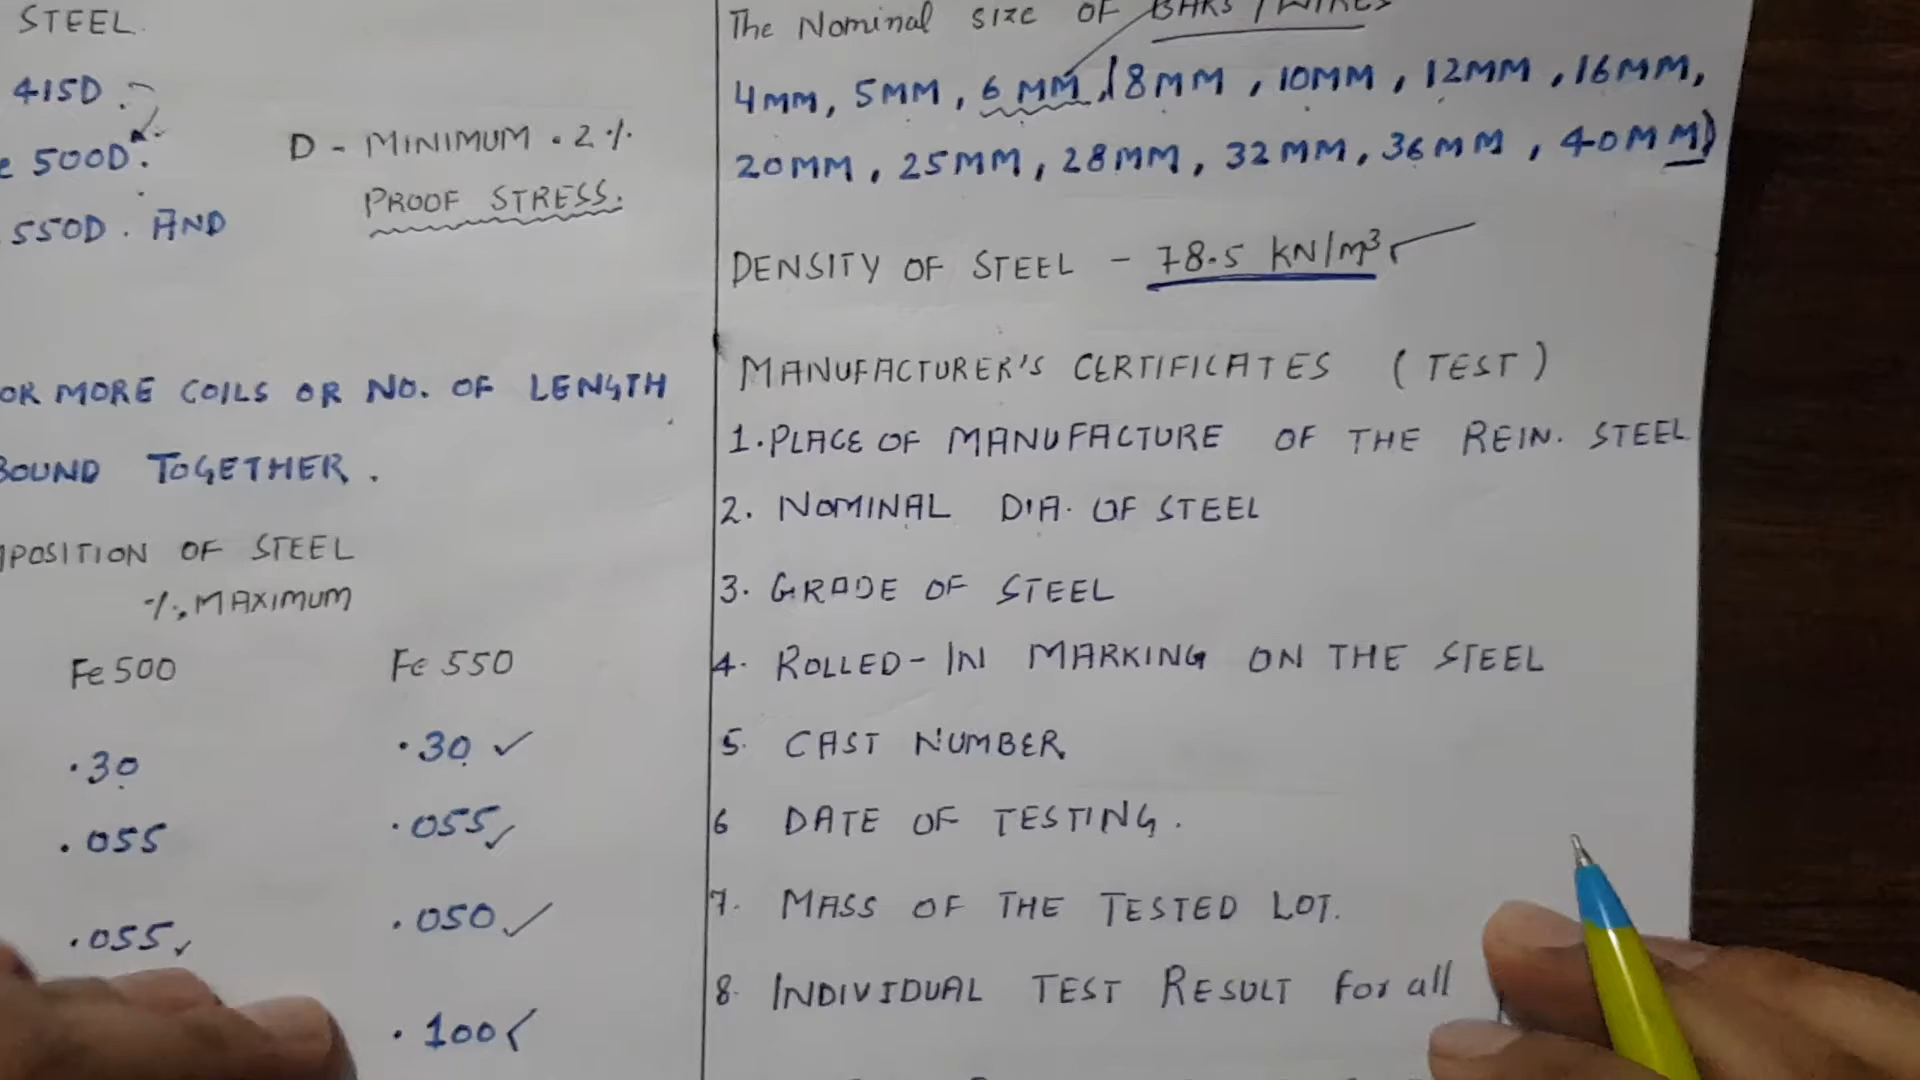 STEEL.
415D.
500D.
550D. AND
D - MINIMUM .2%
PROOF STRESS.
OR MORE COILS OR NO. OF LENGTH
BOUND TOGETHER.
POSITION OF STEEL
%, MAXIMUM
Fe 500 Fe 550
.30 .30
.055 .055
.055 .050
.100
The Nominal SIZE OF BARS / WIRES
4MM, 5MM, 6 MM, (8MM, 10MM, 12MM, 16MM,
20MM, 25MM, 28MM, 32MM, 36MM, 40MM)
DENSITY OF STEEL - 78.5 KN/m³
MANUFACTURER'S CERTIFICATES (TEST)
1. PLACE OF MANUFACTURE OF THE REIN. STEEL
2. NOMINAL DIA. OF STEEL
3. GRADE OF STEEL
4. ROLLED-IN MARKING ON THE STEEL
5. CAST NUMBER
6 DATE OF TESTING.
7. MASS OF THE TESTED LOT.
8. INDIVIDUAL TEST RESULT for all